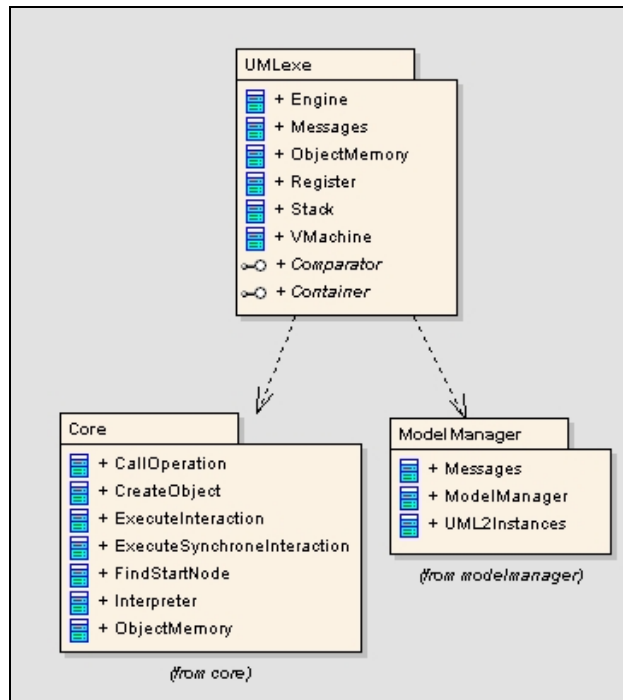 UMLexe
+ Engine
+ Messages
+ ObjectMemory
+ Register
+ Stack
+ VMachine
+ Comparator
+ Container
Core
+ CallOperation
+ CreateObject
+ ExecuteInteraction
+ ExecuteSynchroneInteraction
+ FindStartNode
+ Interpreter
+ ObjectMemory
(from core)
ModelManager
+ Messages
+ ModelManager
+ UML2Instances
(from modelmanager)